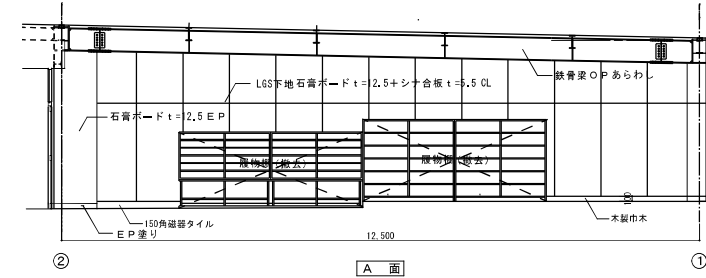 鉄骨梁OPあらわし
LGS下地石膏ボードt=12.5+シナ合板t=5.5 CL
石膏ボードt=12.5EP
履物棚(撤去)
履物棚(撤去)
100
150角磁器タイル
木製巾木
EP塗り
12,500
②
①
A 面